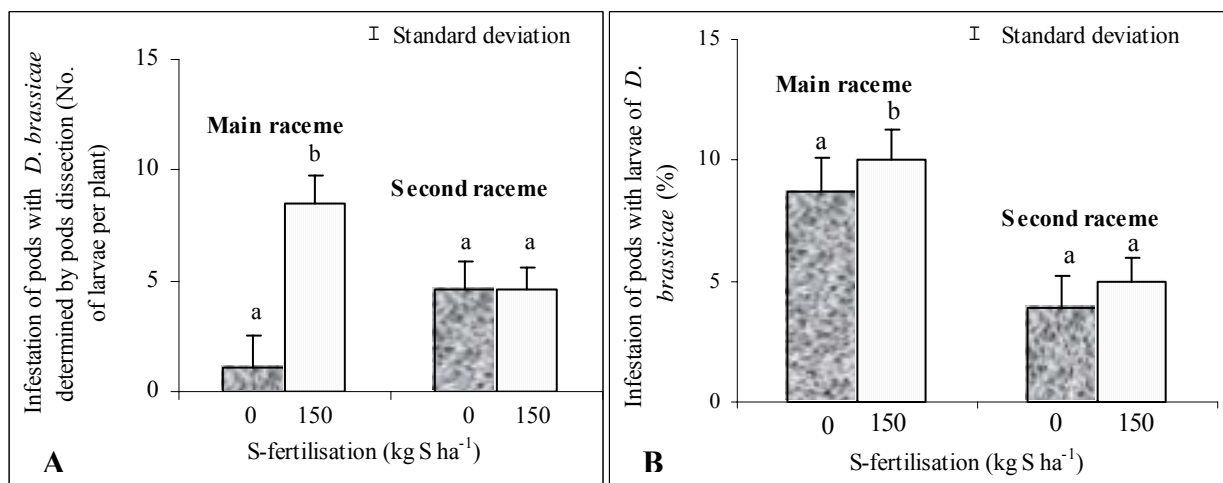 Infestation of pods with D. brassicae
determined by pods dissection (No.
of larvae per plant)
Standard deviation
15
10
5
0
Main raceme
a
b
Second raceme
a
a
0
150
0
150
S-fertilisation (kg S ha⁻¹)
A
Infestaion of pods with larvae of D.
brassicae (%)
Standard deviation
15
10
5
0
Main raceme
a
b
Second raceme
a
a
0
150
0
150
S-fertilisation (kg S ha⁻¹)
B